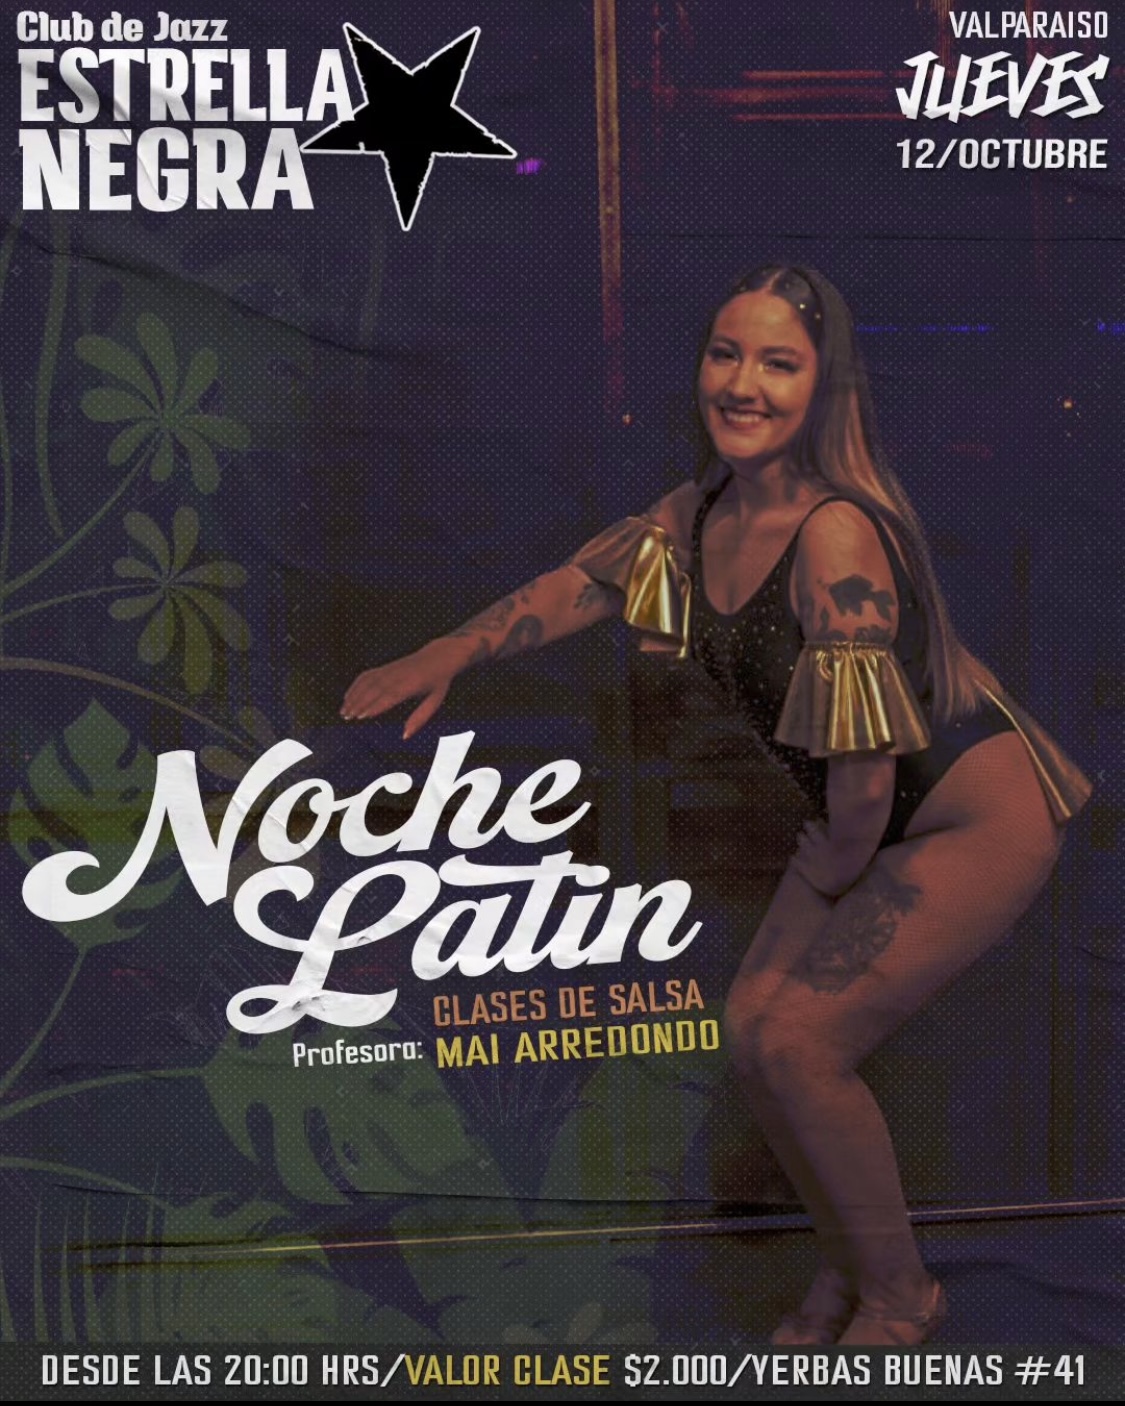 Club de Jazz
ESTRELLA
NEGRA
VALPARAISO
JUEVES
12/OCTUBRE
Noche
Latin
CLASES DE SALSA
Profesora: MAI ARREDONDO
DESDE LAS 20:00 HRS/VALOR CLASE $2.000/YERBAS BUENAS #41